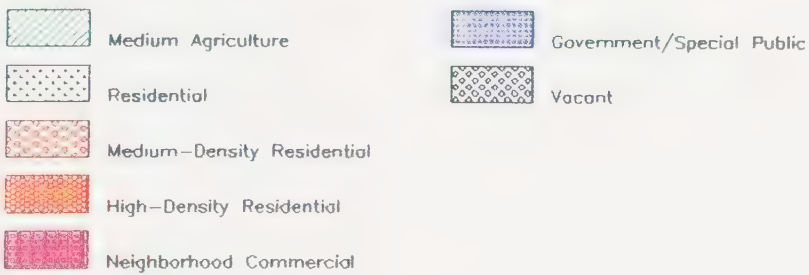 Medium Agriculture
Residential
Medium-Density Residential
High-Density Residential
Neighborhood Commercial
Government/Special Public
Vacant